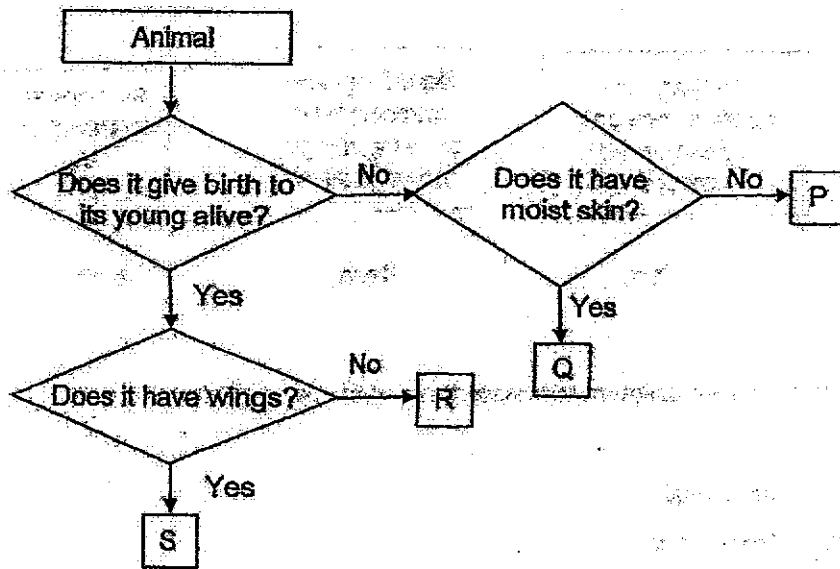 Animal
Does it give birth to
its young alive?
No
Does it have
moist skin?
No
P
Yes
Yes
Q
Does it have wings?
No
R
Yes
S